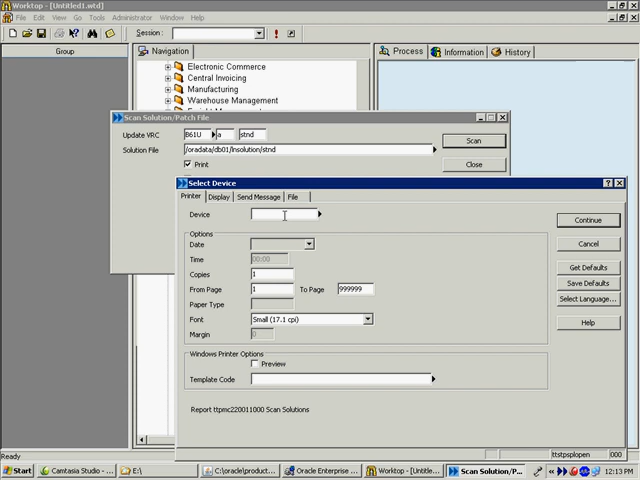 Worktop - [Untitled1.wtd]
File Edit View Go Tools Synchronize Window Help
Session:
Group
Navigation
Process
Information
History
Electronic Commerce
Central Invoicing
Manufacturing
Warehouse Management
Scan Solution/Patch File
Update VRC
B61U
a
stnd
Scan
Solution File
/oradata/db01/lnsolution/stnd
Print
Close
Select Device
Printer
Display
Send Message
File
Device
Continue
Options
Date
Cancel
Time
00:00
Copies
1
Get Defaults
From Page
1
To Page
999999
Save Defaults
Paper Type
Select Language...
Font
Small (17.1 cpi)
Help
Margin
0
Windows Printer Options
Preview
Template Code
Report ttpmc220011000 Scan Solutions
Ready
ttstpsplopen
000
Start
Camtasia Studio - ...
E:\
C:\oracle\product...
Oracle Enterprise ...
Worktop - [Untitle...
Scan Solution/P...
12:13 PM